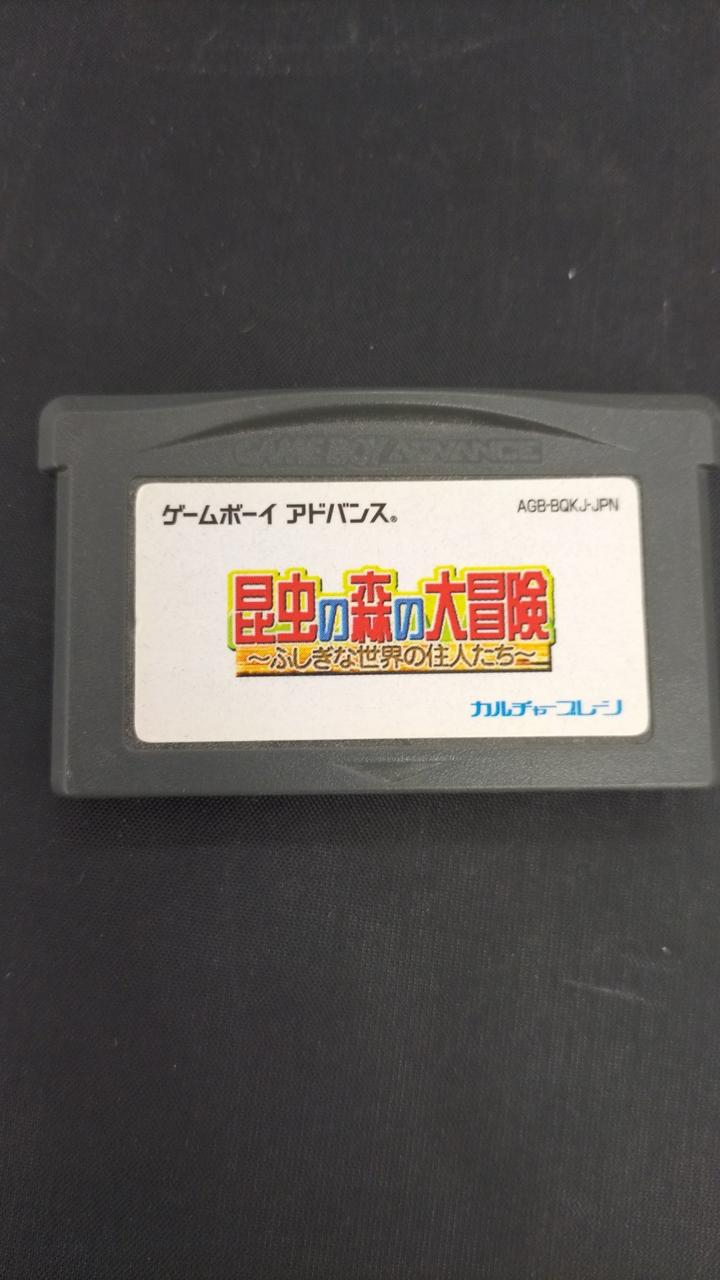 GAME BOY ADVANCE
ゲームボーイ アドバンス®
AGB-BQKJ-JPN
昆虫の森の大冒険
～ふしぎな世界の住人たち～
カルチャーブレーン